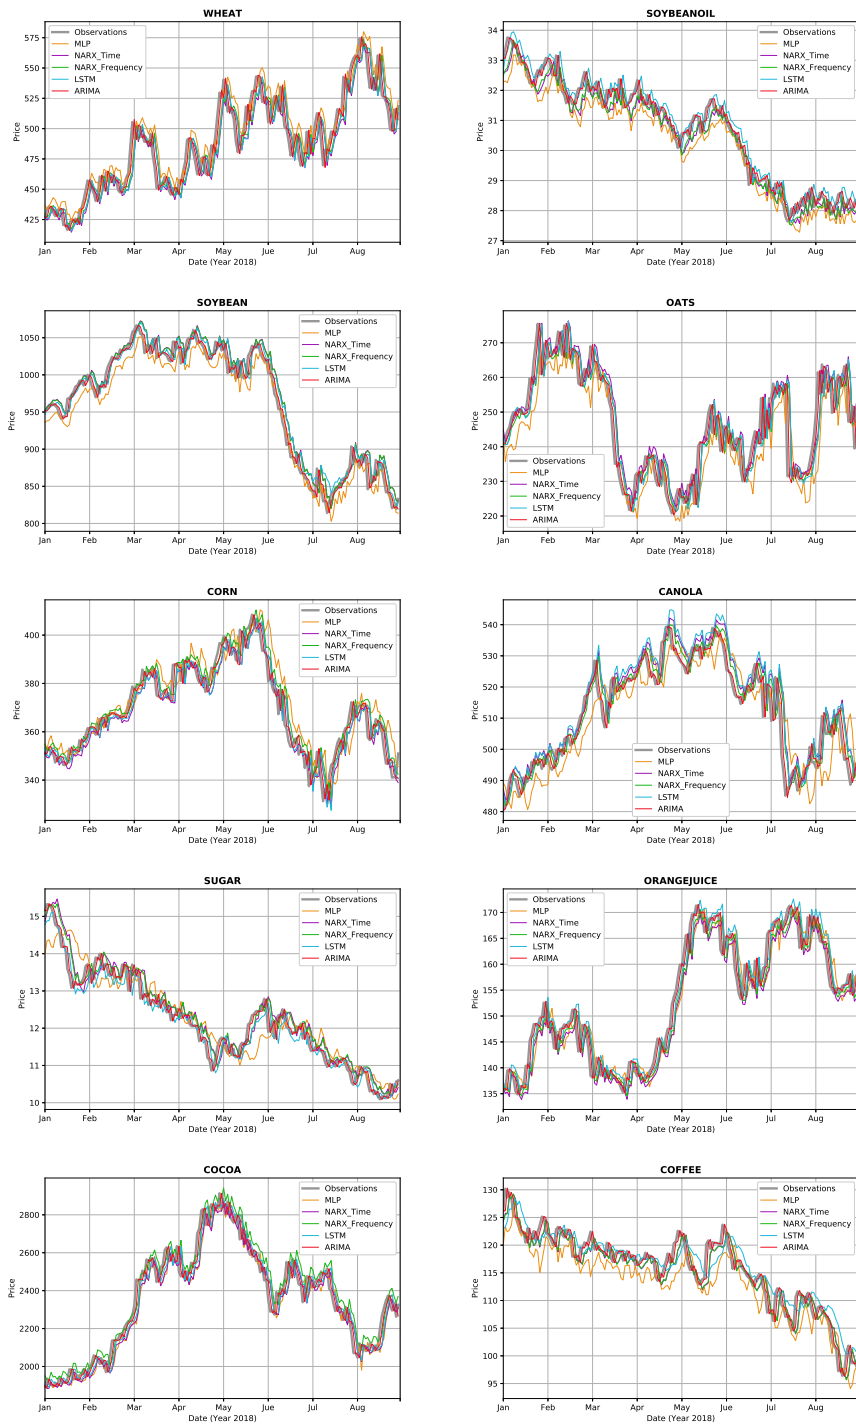 WHEAT
575
550
525
500
475
450
425
Price
Observations
MLP
NARX_Time
NARX_Frequency
LSTM
ARIMA
Jan Feb Mar Apr May Jue Jul Aug
Date (Year 2018)
SOYBEANOIL
34
33
32
31
30
29
28
27
Price
Observations
MLP
NARX_Time
NARX_Frequency
LSTM
ARIMA
Jan Feb Mar Apr May Jue Jul Aug
Date (Year 2018)
SOYBEAN
1050
1000
950
900
850
800
Price
Observations
MLP
NARX_Time
NARX_Frequency
LSTM
ARIMA
Jan Feb Mar Apr May Jue Jul Aug
Date (Year 2018)
OATS
270
260
250
240
230
220
Price
Observations
MLP
NARX_Time
NARX_Frequency
LSTM
ARIMA
Jan Feb Mar Apr May Jue Jul Aug
Date (Year 2018)
CORN
400
380
360
340
Price
Observations
MLP
NARX_Time
NARX_Frequency
LSTM
ARIMA
Jan Feb Mar Apr May Jue Jul Aug
Date (Year 2018)
CANOLA
540
530
520
510
500
490
480
Price
Observations
MLP
NARX_Time
NARX_Frequency
LSTM
ARIMA
Jan Feb Mar Apr May Jue Jul Aug
Date (Year 2018)
SUGAR
15
14
13
12
11
10
Price
Observations
MLP
NARX_Time
NARX_Frequency
LSTM
ARIMA
Jan Feb Mar Apr May Jue Jul Aug
Date (Year 2018)
ORANGEJUICE
170
165
160
155
150
145
140
135
Price
Observations
MLP
NARX_Time
NARX_Frequency
LSTM
ARIMA
Jan Feb Mar Apr May Jue Jul Aug
Date (Year 2018)
COCOA
2800
2600
2400
2200
2000
Price
Observations
MLP
NARX_Time
NARX_Frequency
LSTM
ARIMA
Jan Feb Mar Apr May Jue Jul Aug
Date (Year 2018)
COFFEE
130
125
120
115
110
105
100
95
Price
Observations
MLP
NARX_Time
NARX_Frequency
LSTM
ARIMA
Jan Feb Mar Apr May Jue Jul Aug
Date (Year 2018)